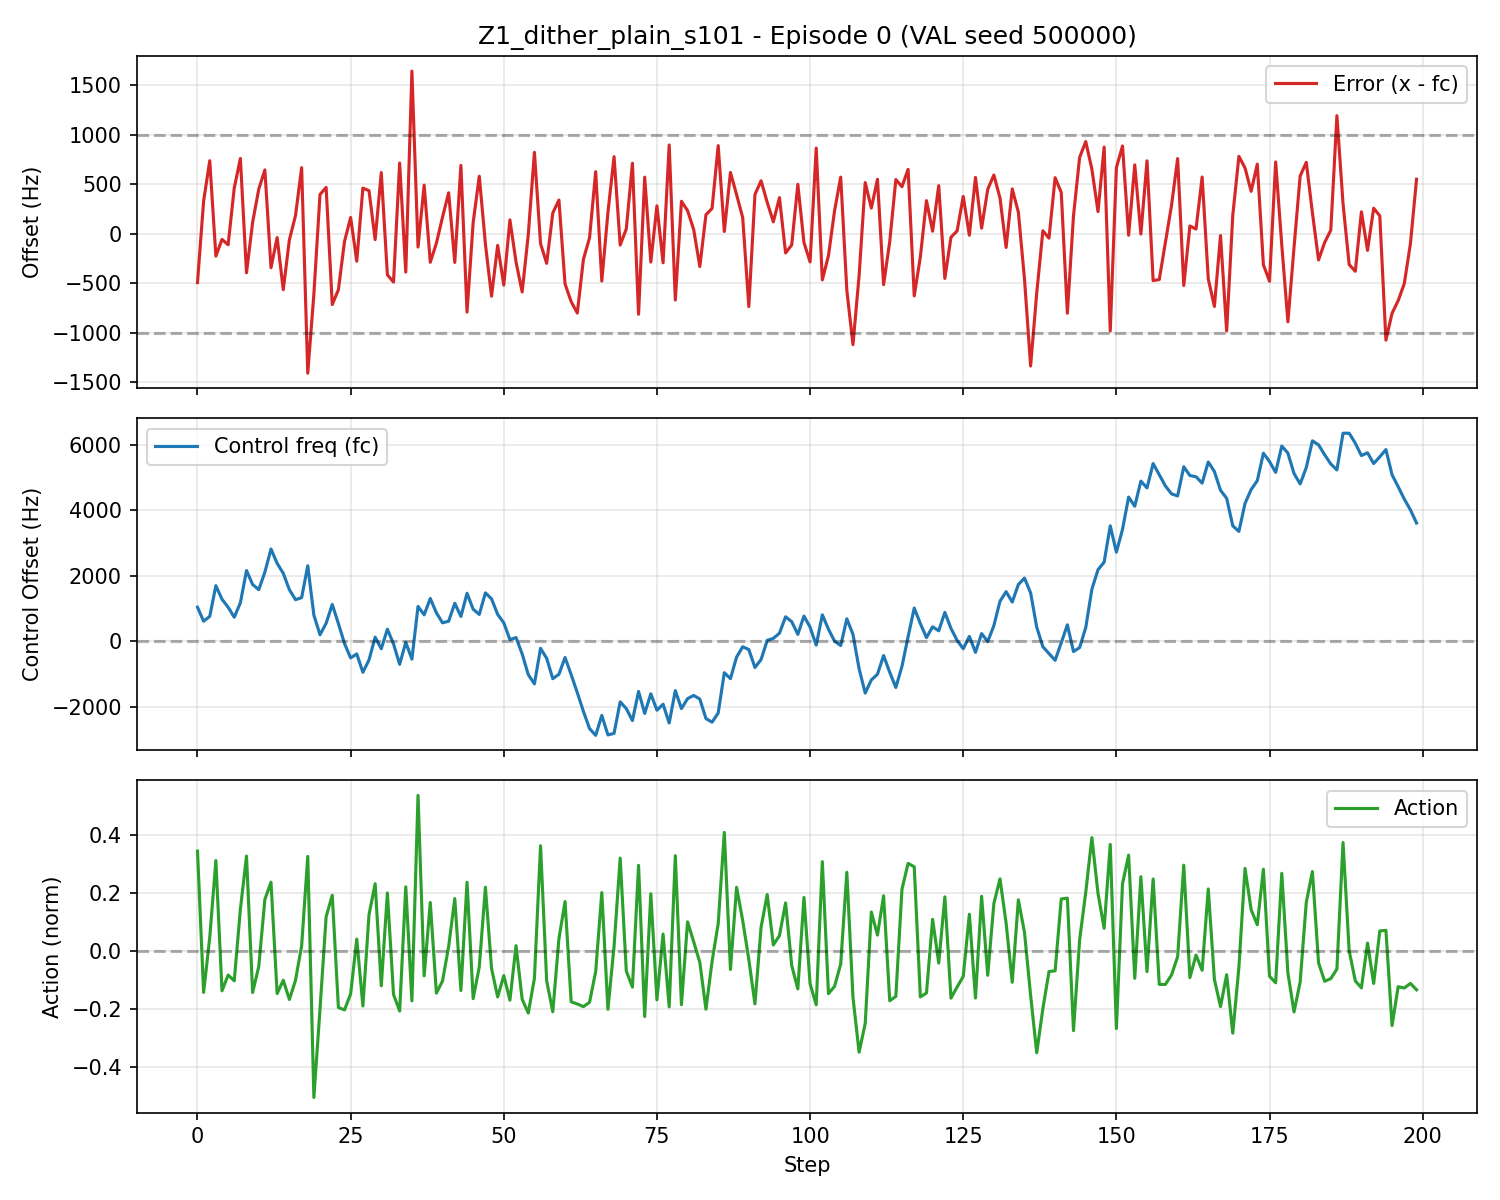 Z1_dither_plain_s101 - Episode 0 (VAL seed 500000)
Offset (Hz)
1500
1000
500
0
−500
−1000
−1500
Error (x - fc)
Control Offset (Hz)
6000
4000
2000
0
−2000
Control freq (fc)
Action (norm)
0.4
0.2
0.0
−0.2
−0.4
Action
0 25 50 75 100 125 150 175 200
Step